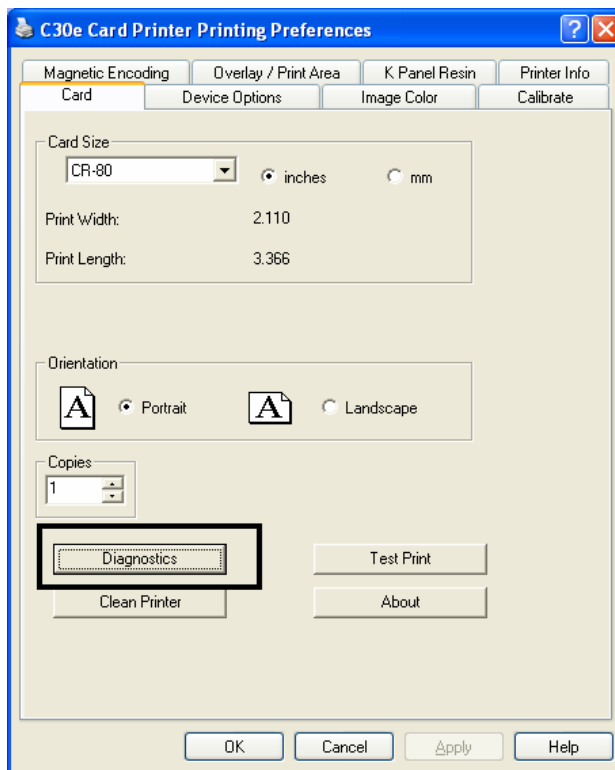 C30e Card Printer Printing Preferences
Magnetic Encoding Overlay / Print Area K Panel Resin Printer Info
Card Device Options Image Color Calibrate
Card Size
CR-80 inches mm
Print Width: 2.110
Print Length: 3.366
Orientation
A Portrait A Landscape
Copies
1
Diagnostics Test Print
Clean Printer About
OK Cancel Apply Help